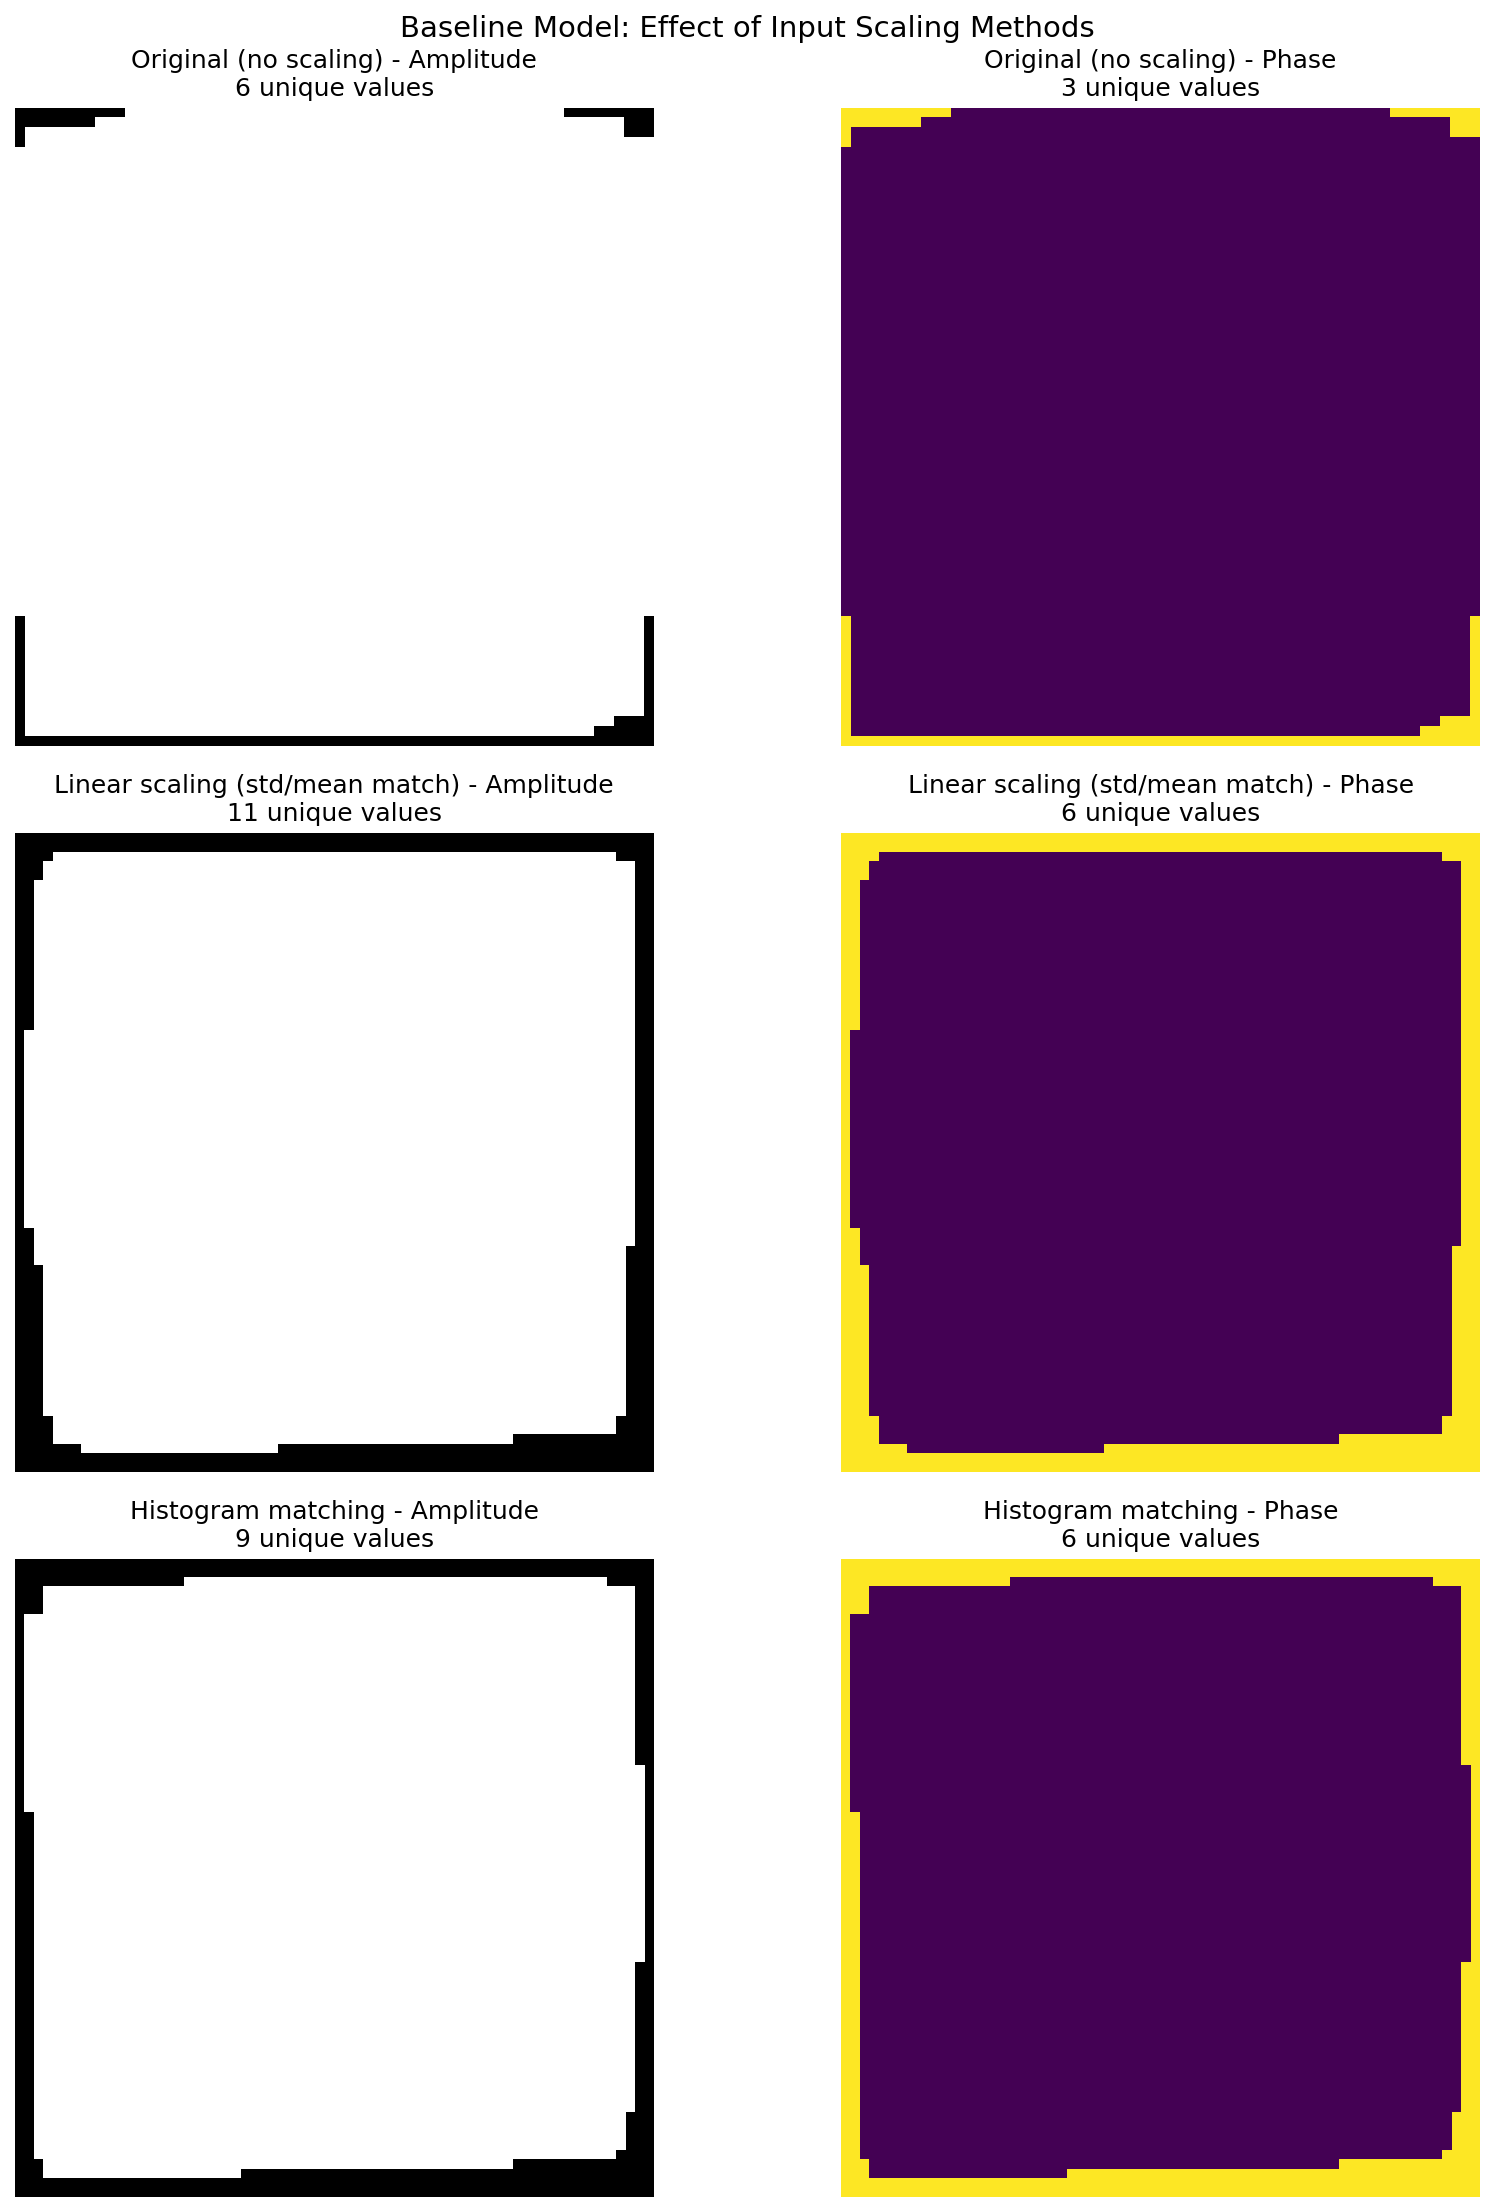 Baseline Model: Effect of Input Scaling Methods
Original (no scaling) - Amplitude
6 unique values
Original (no scaling) - Phase
3 unique values
Linear scaling (std/mean match) - Amplitude
11 unique values
Linear scaling (std/mean match) - Phase
6 unique values
Histogram matching - Amplitude
9 unique values
Histogram matching - Phase
6 unique values